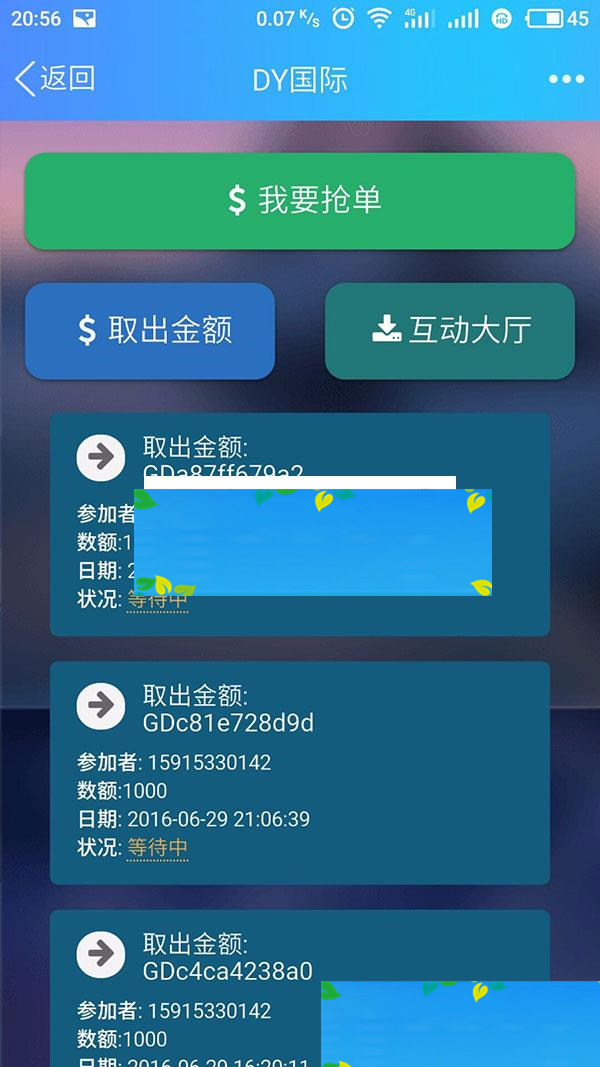 20:56 0.07 K/s 4G HD 45
返回 DY国际
$ 我要抢单
$ 取出金额 互动大厅
取出金额:
GDa87ff679a2
参加者
数额:1
日期: 2
状况: 等待中
取出金额:
GDc81e728d9d
参加者: 15915330142
数额:1000
日期: 2016-06-29 21:06:39
状况: 等待中
取出金额:
GDc4ca4238a0
参加者: 15915330142
数额:1000
日期: 2016-06-29 16:20:11